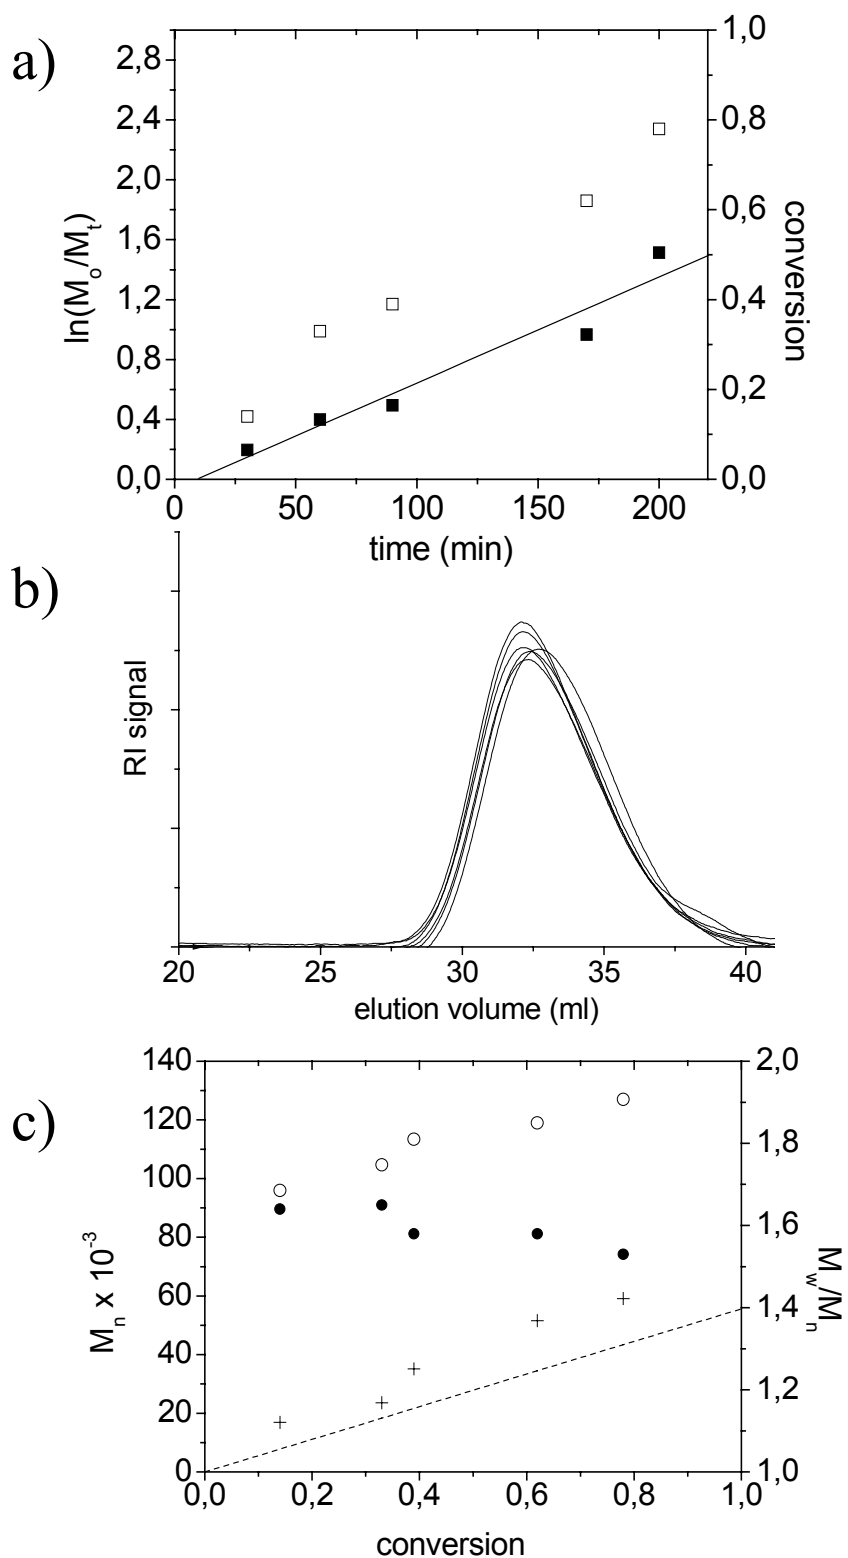 a)
2,8
2,4
2,0
1,6
1,2
0,8
0,4
0,0
ln(Mo/Mt)
1,0
0,8
0,6
0,4
0,2
0,0
conversion
0 50 100 150 200
time (min)
b)
RI signal
20 25 30 35 40
elution volume (ml)
c)
140
120
100
80
60
40
20
0
Mn x 10-3
2,0
1,8
1,6
1,4
1,2
1,0
Mw/Mn
0,0 0,2 0,4 0,6 0,8 1,0
conversion